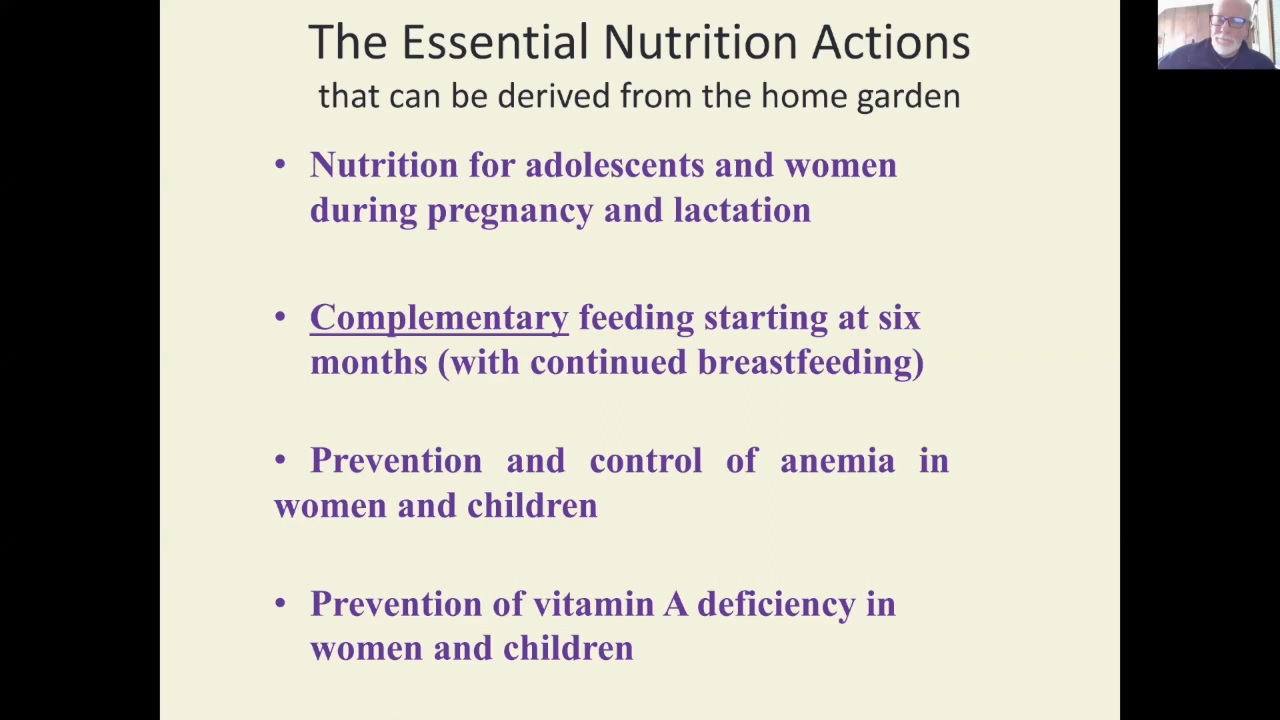 The Essential Nutrition Actions
that can be derived from the home garden
• Nutrition for adolescents and women
during pregnancy and lactation
• Complementary feeding starting at six
months (with continued breastfeeding)
• Prevention and control of anemia in
women and children
• Prevention of vitamin A deficiency in
women and children